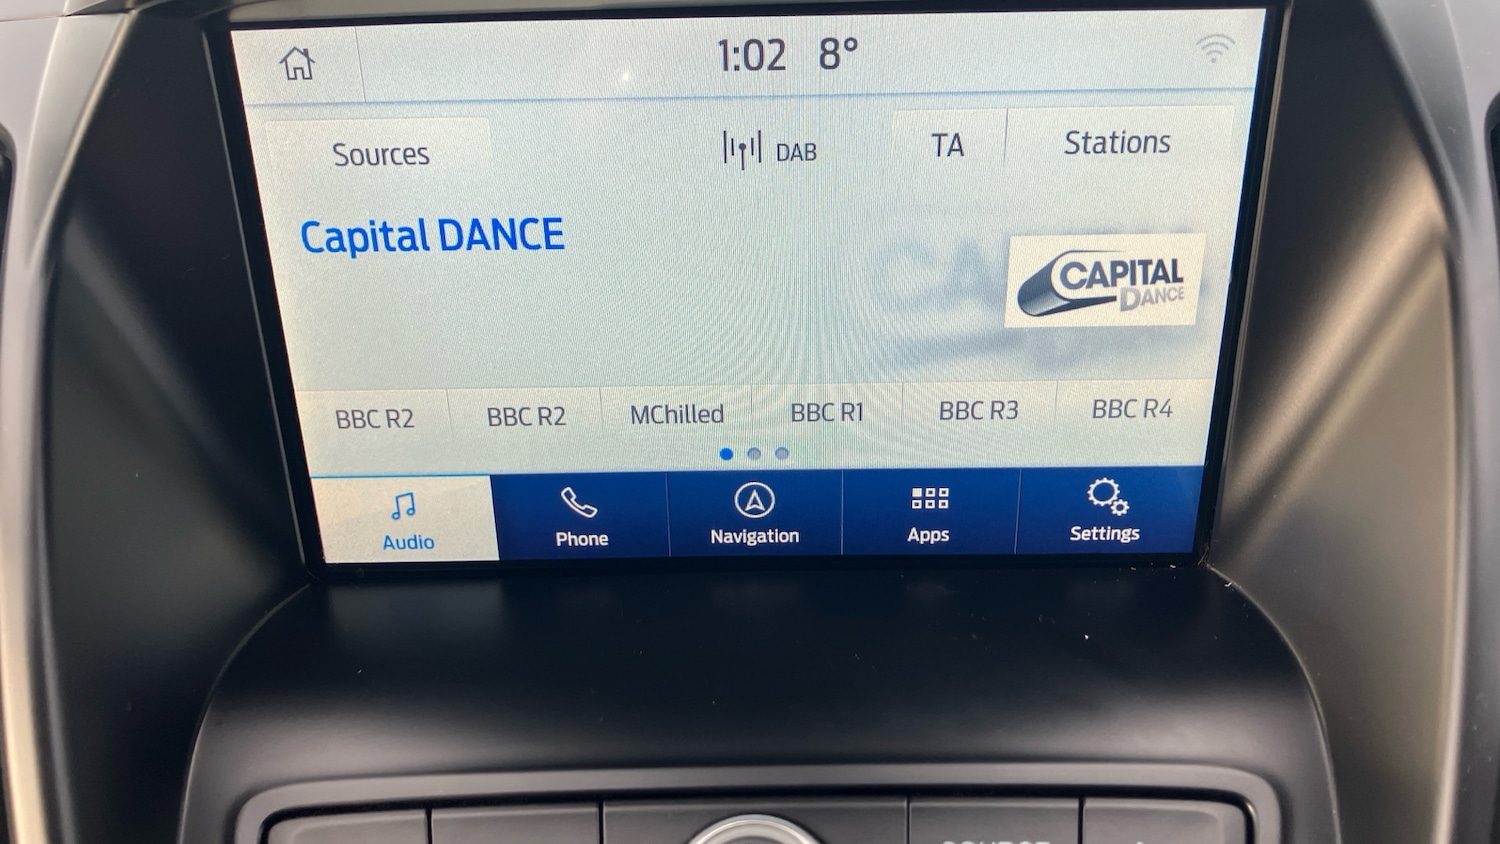 1:02 8°
Sources DAB TA Stations
Capital DANCE
CAPITAL
DANCE
BBC R2 BBC R2 MChilled BBC R1 BBC R3 BBC R4
Audio Phone Navigation Apps Settings